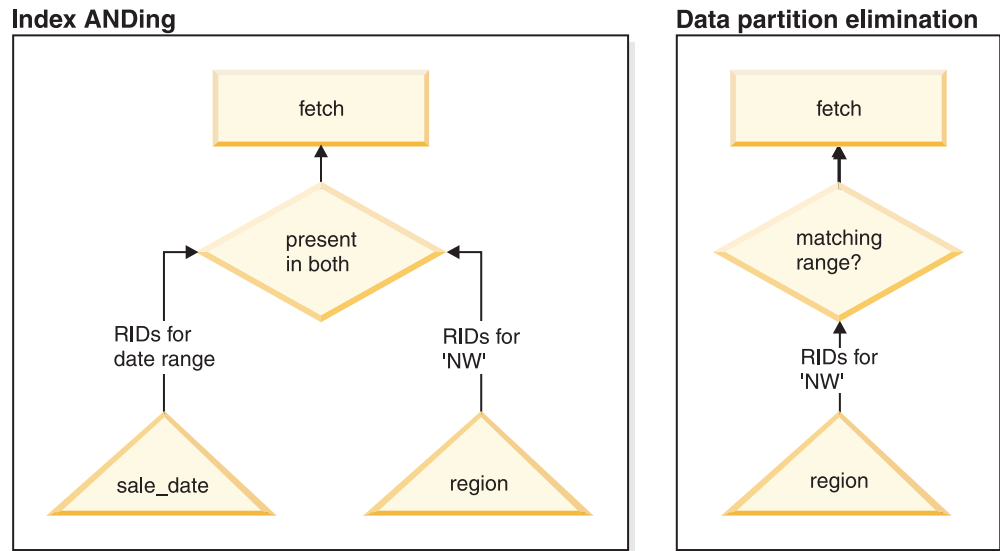 Index ANDing
fetch
present
in both
RIDs for
date range
RIDs for
'NW'
sale_date
region
Data partition elimination
fetch
matching
range?
RIDs for
'NW'
region